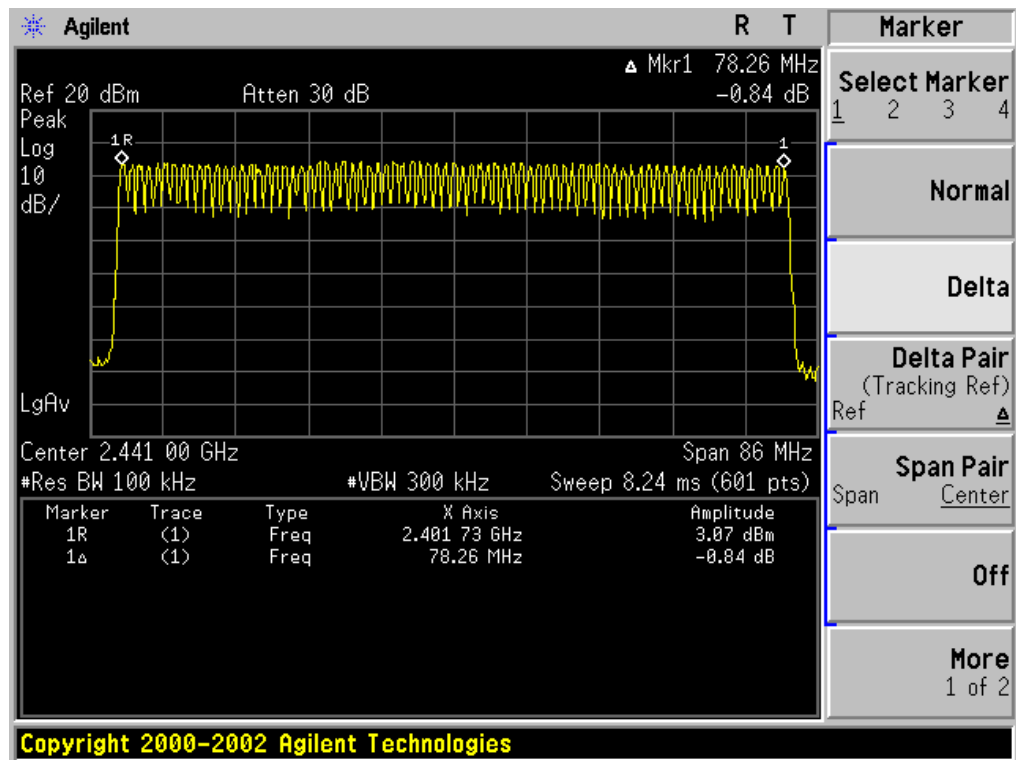 Agilent R T
Δ Mkr1 78.26 MHz
Ref 20 dBm Atten 30 dB -0.84 dB
Peak
Log
10
dB/
1R
1
LgAv
Center 2.441 00 GHz Span 86 MHz
#Res BW 100 kHz #VBW 300 kHz Sweep 8.24 ms (601 pts)
Marker Trace Type X Axis Amplitude
1R (1) Freq 2.401 73 GHz 3.07 dBm
1Δ (1) Freq 78.26 MHz -0.84 dB
Marker
Select Marker
1 2 3 4
Normal
Delta
Delta Pair
(Tracking Ref)
Ref Δ
Span Pair
Span Center
Off
More
1 of 2
Copyright 2000-2002 Agilent Technologies